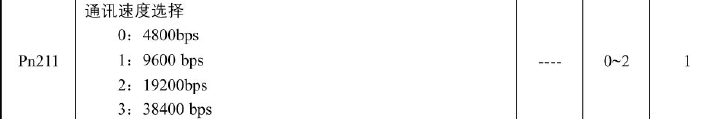 通讯速度选择
0：4800bps
Pn211 1：9600 bps ---- 0~2 1
2：19200bps
3：38400 bps